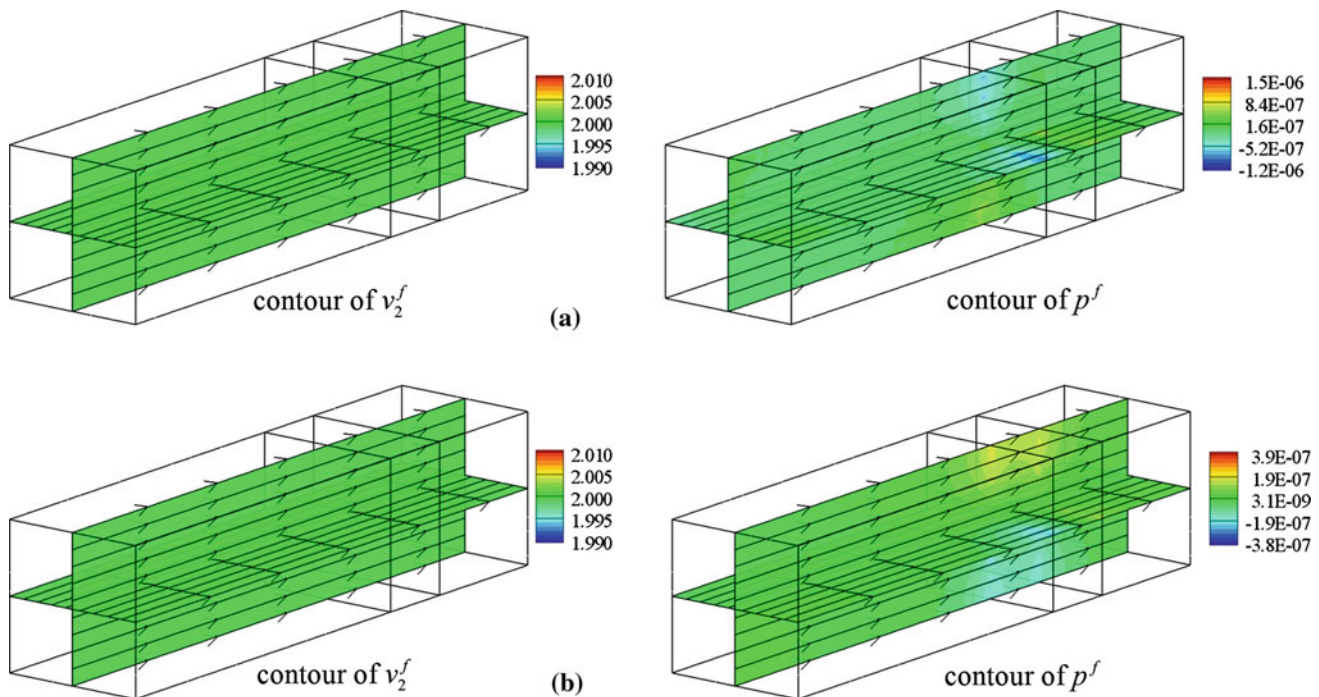 2.010
2.005
2.000
1.995
1.990
contour of v₂ᶠ
1.5E-06
8.4E-07
1.6E-07
-5.2E-07
-1.2E-06
contour of pᶠ
(a)
2.010
2.005
2.000
1.995
1.990
contour of v₂ᶠ
3.9E-07
1.9E-07
3.1E-09
-1.9E-07
-3.8E-07
contour of pᶠ
(b)